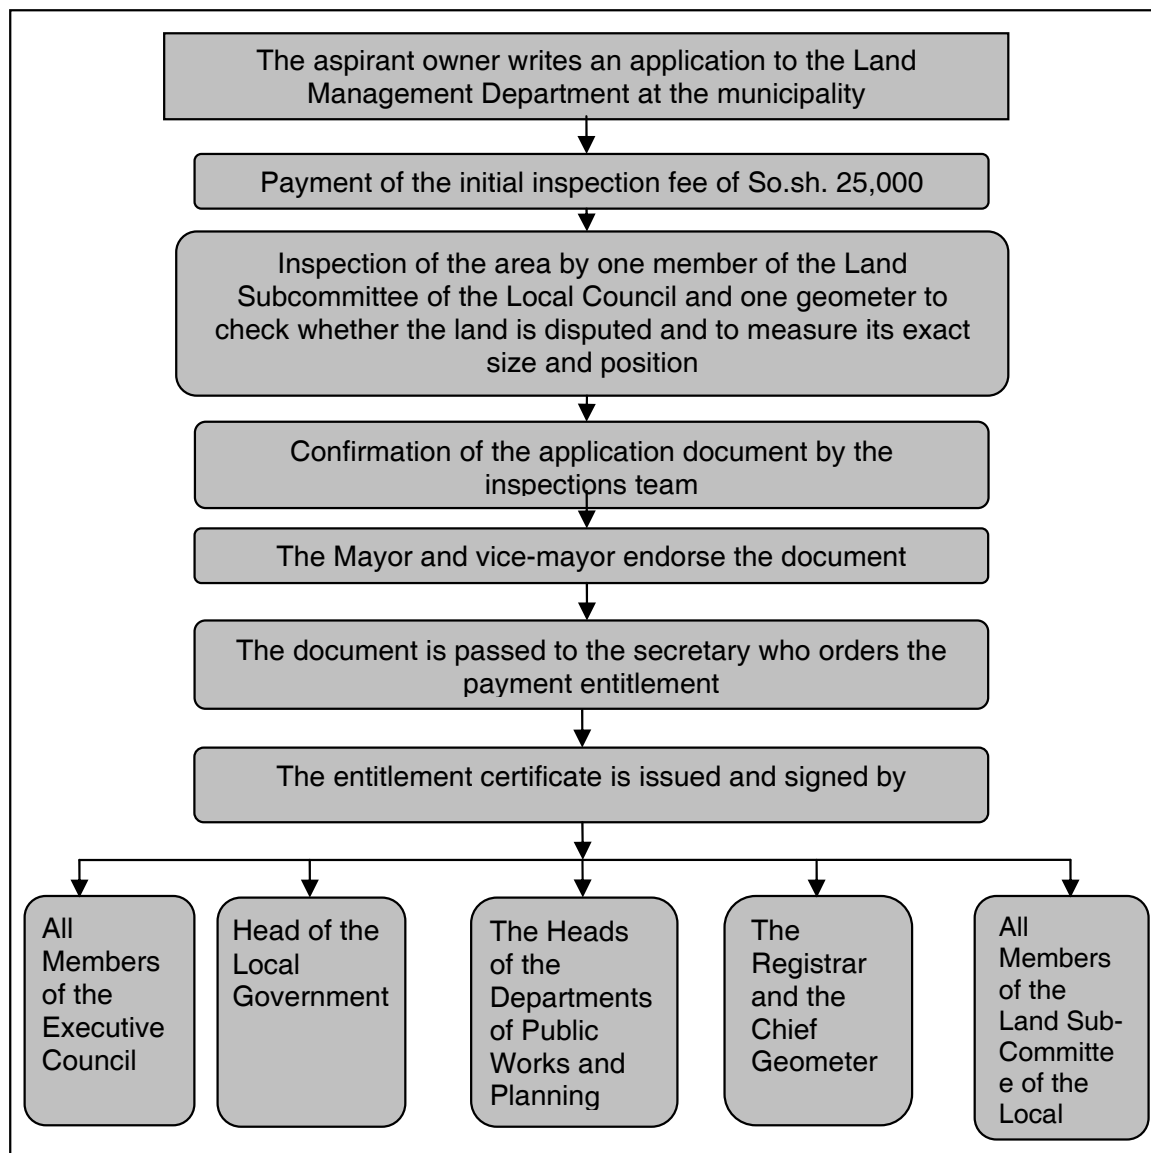 The aspirant owner writes an application to the Land
Management Department at the municipality
Payment of the initial inspection fee of So.sh. 25,000
Inspection of the area by one member of the Land
Subcommittee of the Local Council and one geometer to
check whether the land is disputed and to measure its exact
size and position
Confirmation of the application document by the
inspections team
The Mayor and vice-mayor endorse the document
The document is passed to the secretary who orders the
payment entitlement
The entitlement certificate is issued and signed by
All
Members
of the
Executive
Council
Head of the
Local
Government
The Heads
of the
Departments
of Public
Works and
Planning
The
Registrar
and the
Chief
Geometer
All
Members
of the
Land Sub-
Committe
e of the
Local